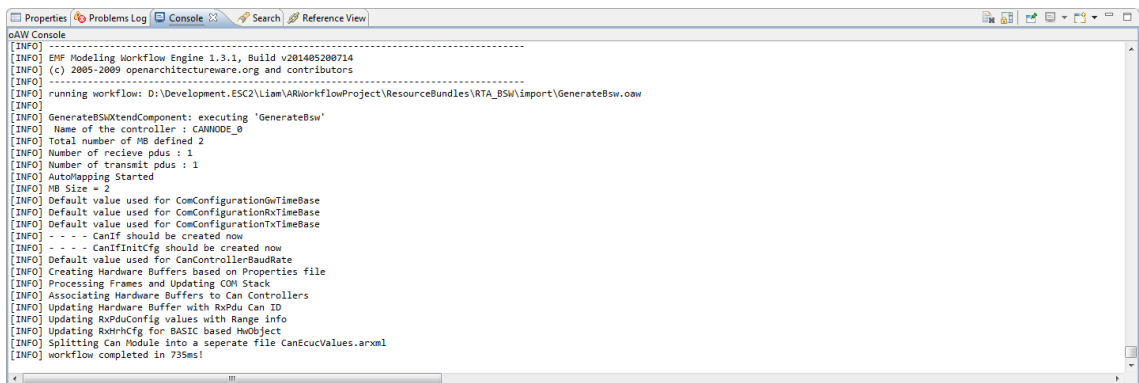 Properties Problems Log Console Search Reference View
oAW Console
[INFO] ----------------------------------------------------------------------------------------
[INFO] EMF Modeling Workflow Engine 1.3.1, Build v201405200714
[INFO] (c) 2005-2009 openarchitectureware.org and contributors
[INFO] ----------------------------------------------------------------------------------------
[INFO] running workflow: D:\Development.ESC2\Liam\ARWorkflowProject\ResourceBundles\RTA_BSW\import\GenerateBsw.oaw
[INFO]
[INFO] GenerateBSWXtendComponent: executing 'GenerateBsw'
[INFO]  Name of the controller : CANNODE_0
[INFO] Total number of MB defined 2
[INFO] Number of recieve pdus : 1
[INFO] Number of transmit pdus : 1
[INFO] AutoMapping Started
[INFO] MB Size = 2
[INFO] Default value used for ComConfigurationGwTimeBase
[INFO] Default value used for ComConfigurationRxTimeBase
[INFO] Default value used for ComConfigurationTxTimeBase
[INFO] - - - - CanIf should be created now
[INFO] - - - - CanIfInitCfg should be created now
[INFO] Default value used for CanControllerBaudRate
[INFO] Creating Hardware Buffers based on Properties file
[INFO] Processing Frames and Updating COM Stack
[INFO] Associating Hardware Buffers to Can Controllers
[INFO] Updating Hardware Buffer with RxPdu Can ID
[INFO] Updating RxPduConfig values with Range info
[INFO] Updating RxHrhCfg for BASIC based HwObject
[INFO] Splitting Can Module into a seperate file CanEcucValues.arxml
[INFO] workflow completed in 735ms!